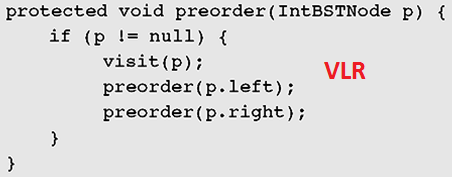 protected void preorder(IntBSTNode p) {
    if (p != null) {
        visit(p);
        preorder(p.left);
        preorder(p.right);
    }
}
VLR